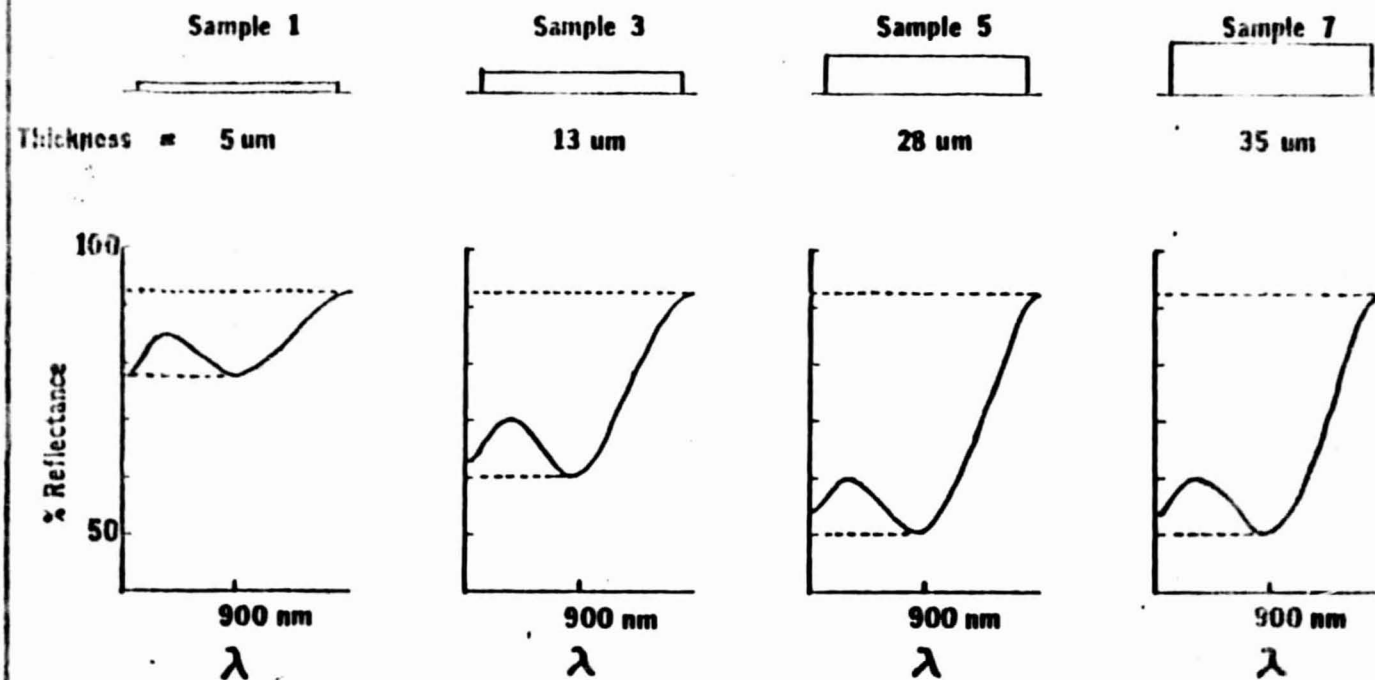 Sample 1 Sample 3 Sample 5 Sample 7
Thickness = 5 um 13 um 28 um 35 um
100
% Reflectance
50
900 nm 900 nm 900 nm 900 nm
λ λ λ λ